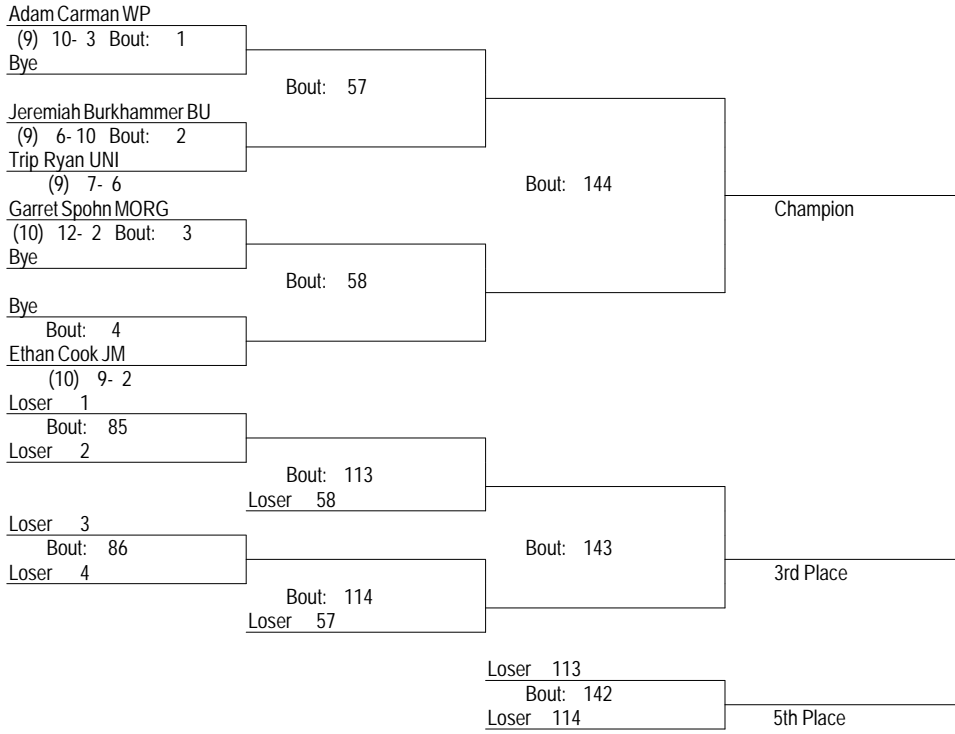 Adam Carman WP
(9) 10- 3 Bout: 1
Bye
Bout: 57
Jeremiah Burkhammer BU
(9) 6- 10 Bout: 2
Trip Ryan UNI
(9) 7- 6
Bout: 144
Garret Spohn MORG
Champion
(10) 12- 2 Bout: 3
Bye
Bout: 58
Bye
Bout: 4
Ethan Cook JM
(10) 9- 2
Loser 1
Bout: 85
Loser 2
Bout: 113
Loser 58
Loser 3
Bout: 86
Bout: 143
Loser 4
3rd Place
Bout: 114
Loser 57
Loser 113
Bout: 142
Loser 114
5th Place